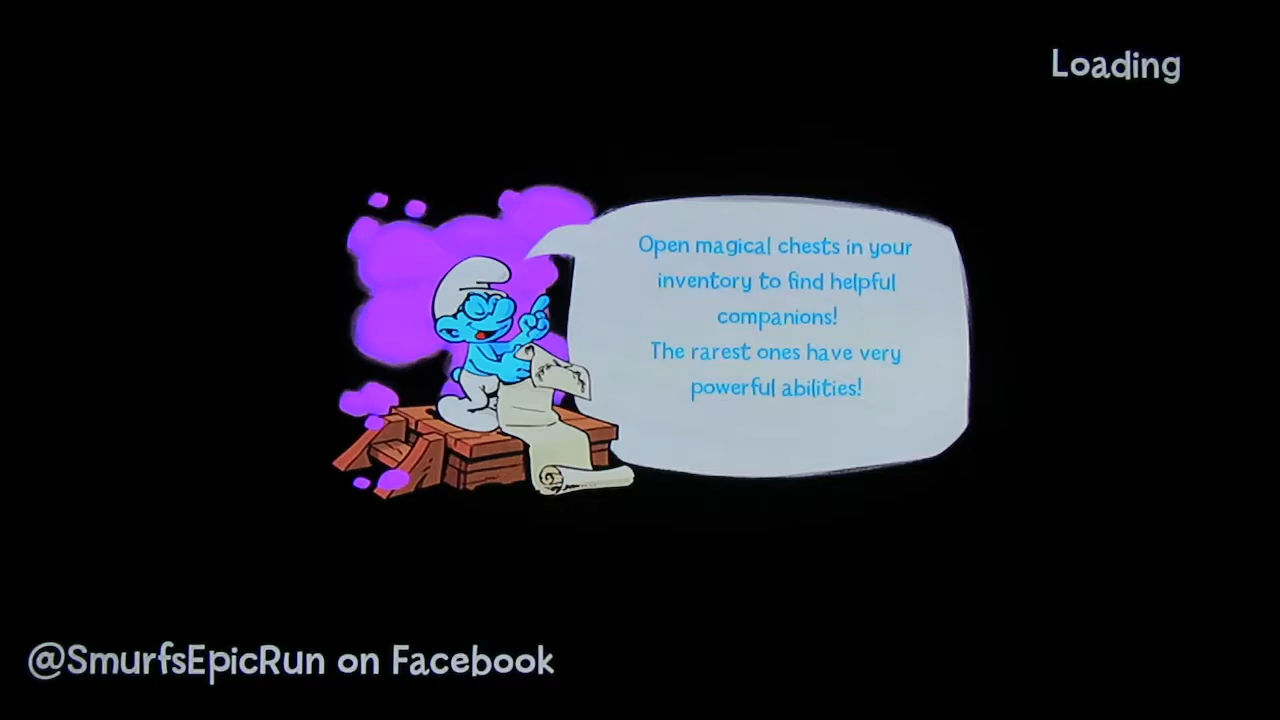 Loading
Open magical chests in your
inventory to find helpful
companions!
The rarest ones have very
powerful abilities!
@SmurfsEpicRun on Facebook